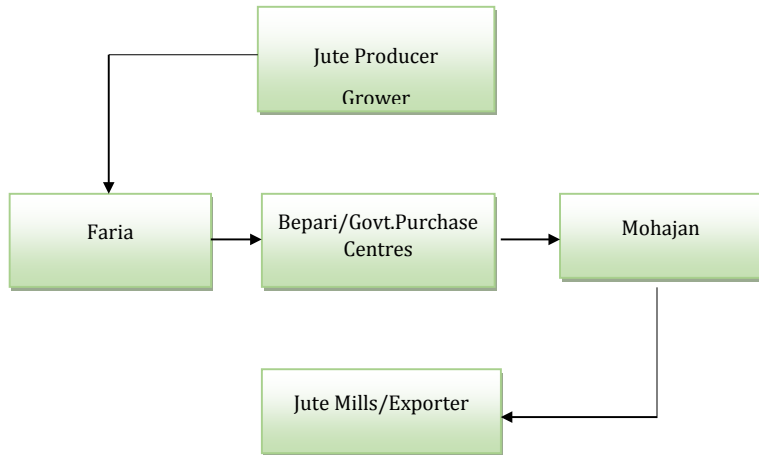 Jute Producer
Grower
Faria
Bepari/Govt.Purchase
Centres
Mohajan
Jute Mills/Exporter